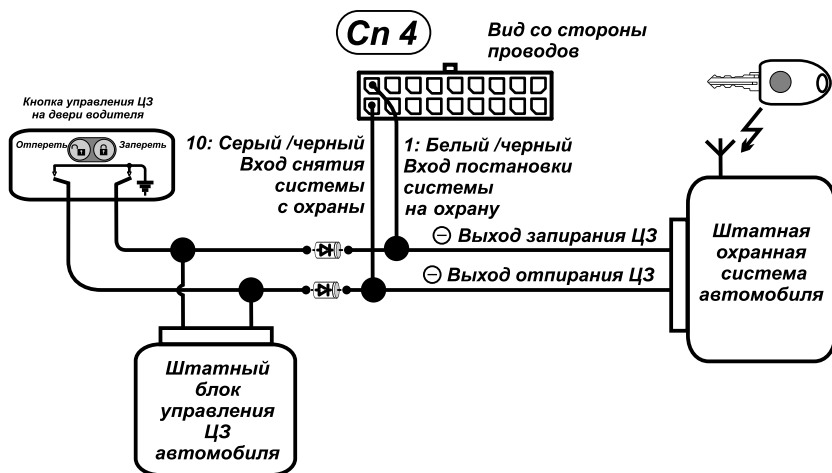 Сп 4
Вид со стороны
проводов
Кнопка управления ЦЗ
на двери водителя
Отпереть
Запереть
10: Серый /черный
Вход снятия
системы
с охраны
1: Белый /черный
Вход постановки
системы
на охрану
Выход запирания ЦЗ
Выход отпирания ЦЗ
Штатная
охранная
система
автомобиля
Штатный
блок
управления
ЦЗ
автомобиля